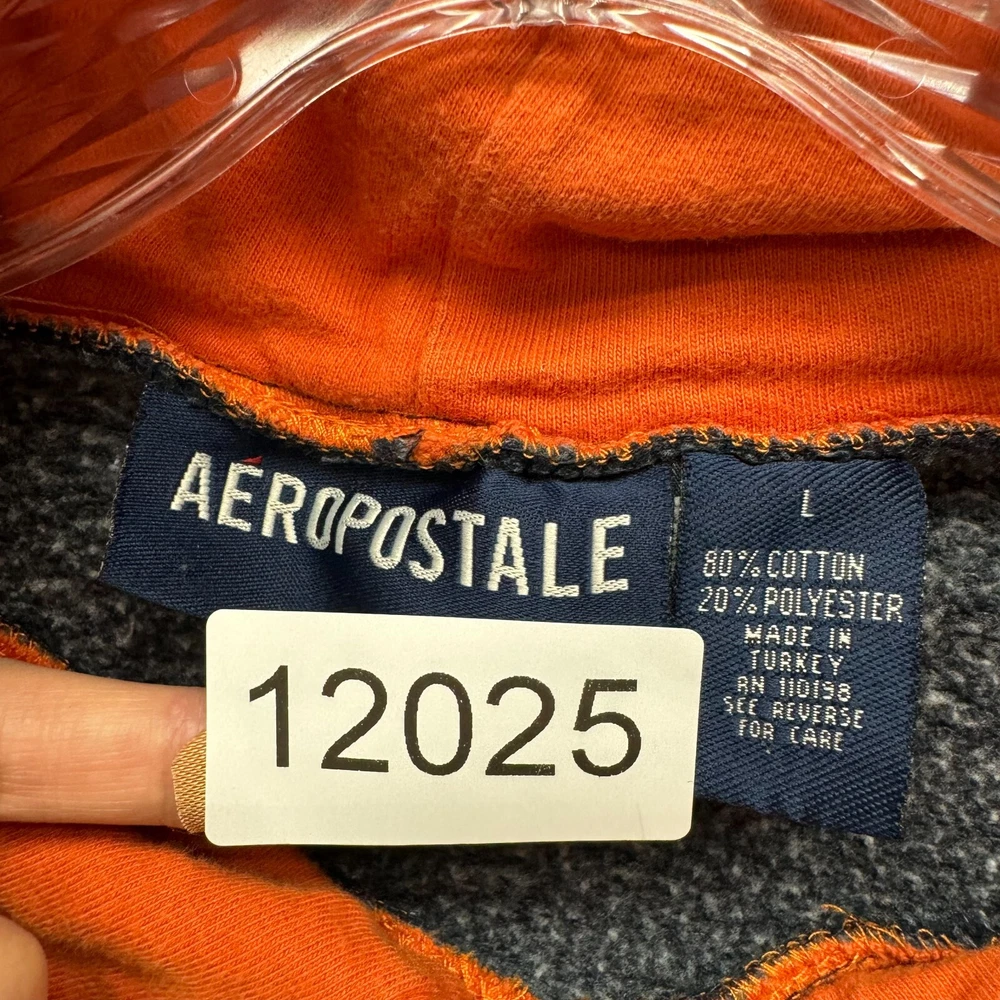 AÉROPOSTALE
L
80% COTTON
20% POLYESTER
MADE IN
TURKEY
RN 110198
SEE REVERSE
FOR CARE
12025